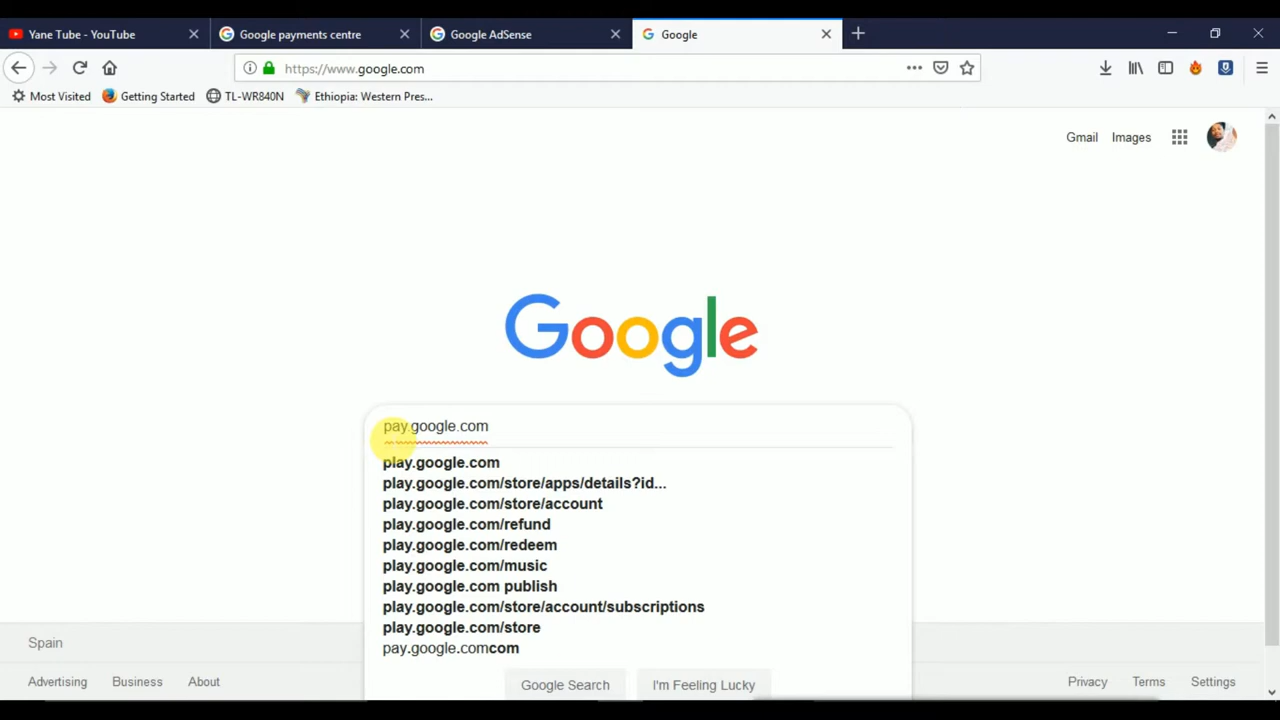 Yane Tube - YouTube
Google payments centre
Google AdSense
Google
https://www.google.com
Most Visited
Getting Started
TL-WR840N
Ethiopia: Western Pres...
Gmail
Images
Google
pay.google.com
play.google.com
play.google.com/store/apps/details?id...
play.google.com/store/account
play.google.com/refund
play.google.com/redeem
play.google.com/music
play.google.com publish
play.google.com/store/account/subscriptions
play.google.com/store
pay.google.comcom
Google Search
I'm Feeling Lucky
Spain
Advertising
Business
About
Privacy
Terms
Settings